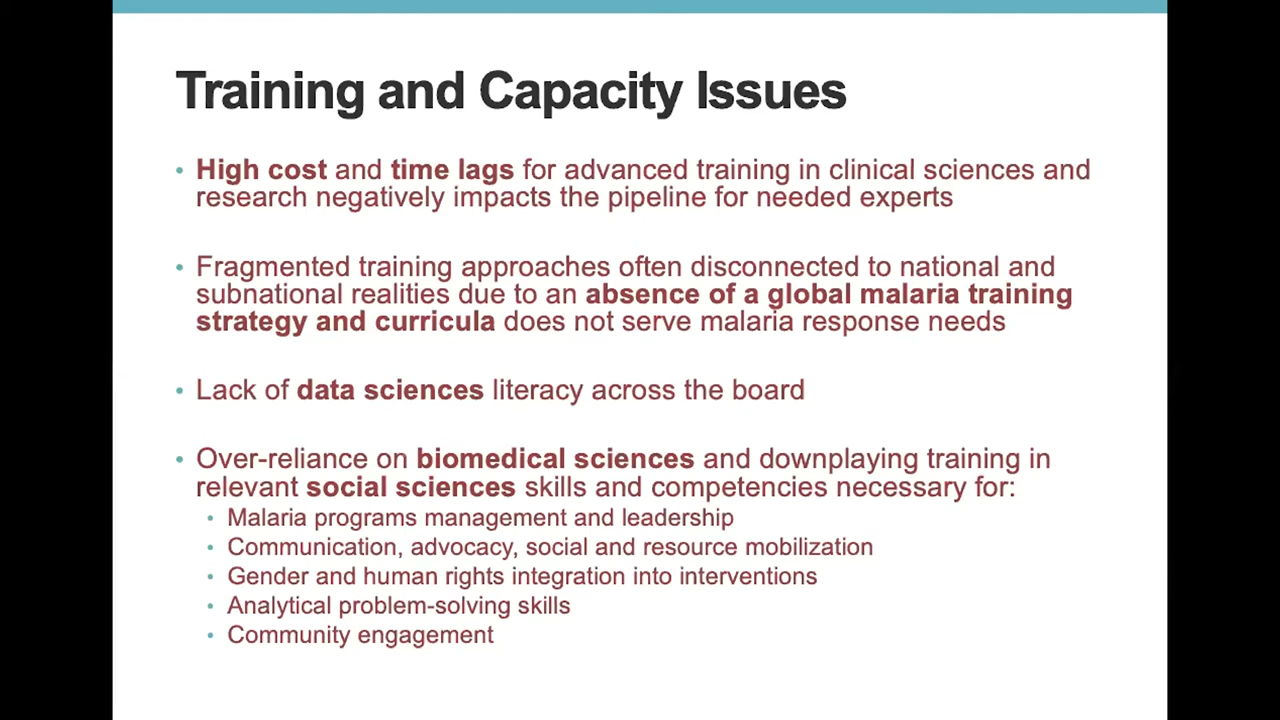 Training and Capacity Issues
• High cost and time lags for advanced training in clinical sciences and
research negatively impacts the pipeline for needed experts
• Fragmented training approaches often disconnected to national and
subnational realities due to an absence of a global malaria training
strategy and curricula does not serve malaria response needs
• Lack of data sciences literacy across the board
• Over-reliance on biomedical sciences and downplaying training in
relevant social sciences skills and competencies necessary for:
• Malaria programs management and leadership
• Communication, advocacy, social and resource mobilization
• Gender and human rights integration into interventions
• Analytical problem-solving skills
• Community engagement